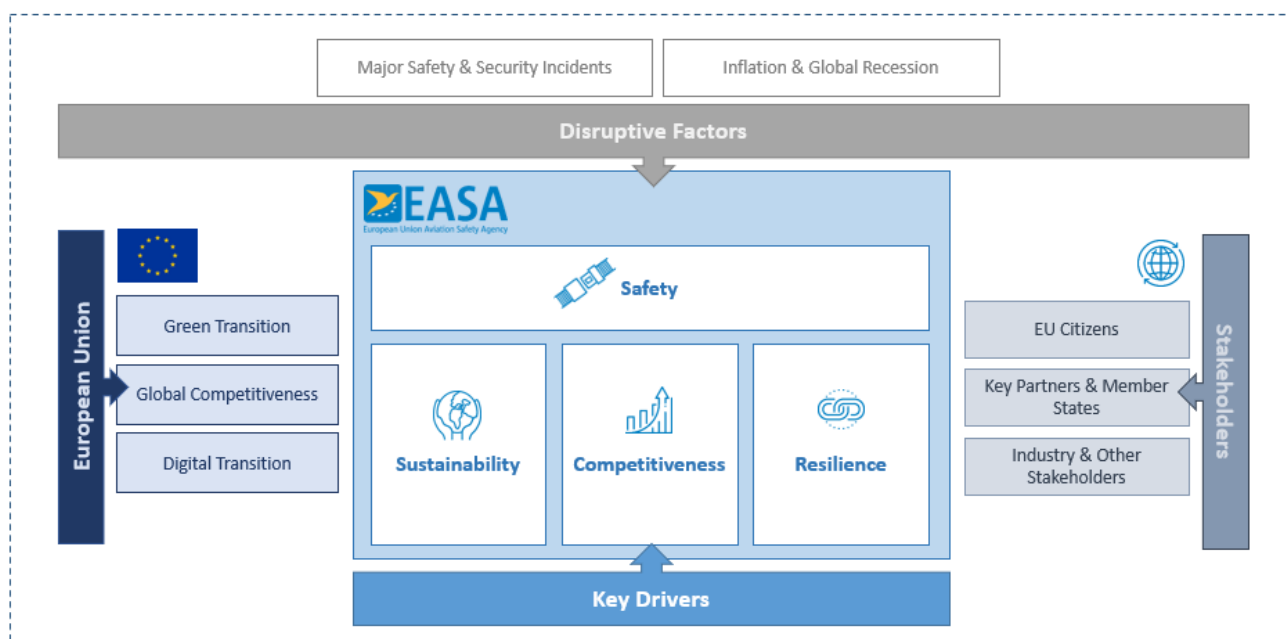 Major Safety & Security Incidents
Inflation & Global Recession
Disruptive Factors
EASA
European Union Aviation Safety Agency
European Union
Green Transition
Global Competitiveness
Digital Transition
Safety
Sustainability
Competitiveness
Resilience
EU Citizens
Key Partners & Member
States
Industry & Other
Stakeholders
Stakeholders
Key Drivers